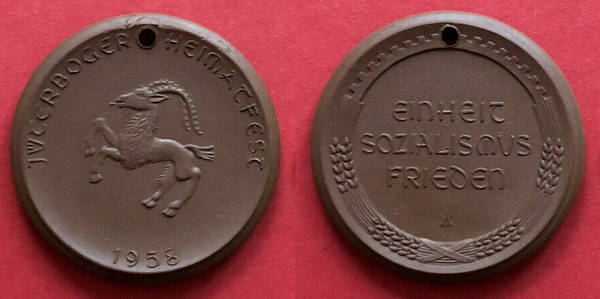 JÜTERBOGER HEIMATFEST
1958
EINHEIT
SOZIALISMUS
FRIEDEN